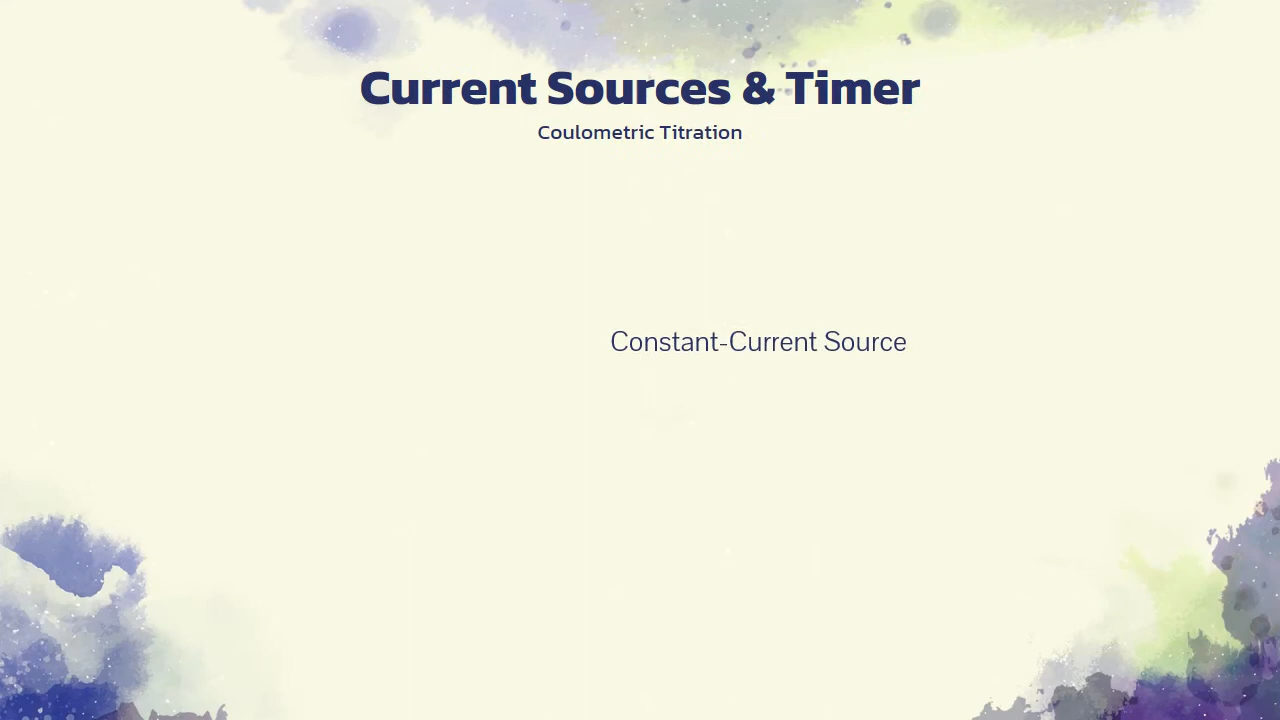 Current Sources & Timer
Coulometric Titration
Constant-Current Source